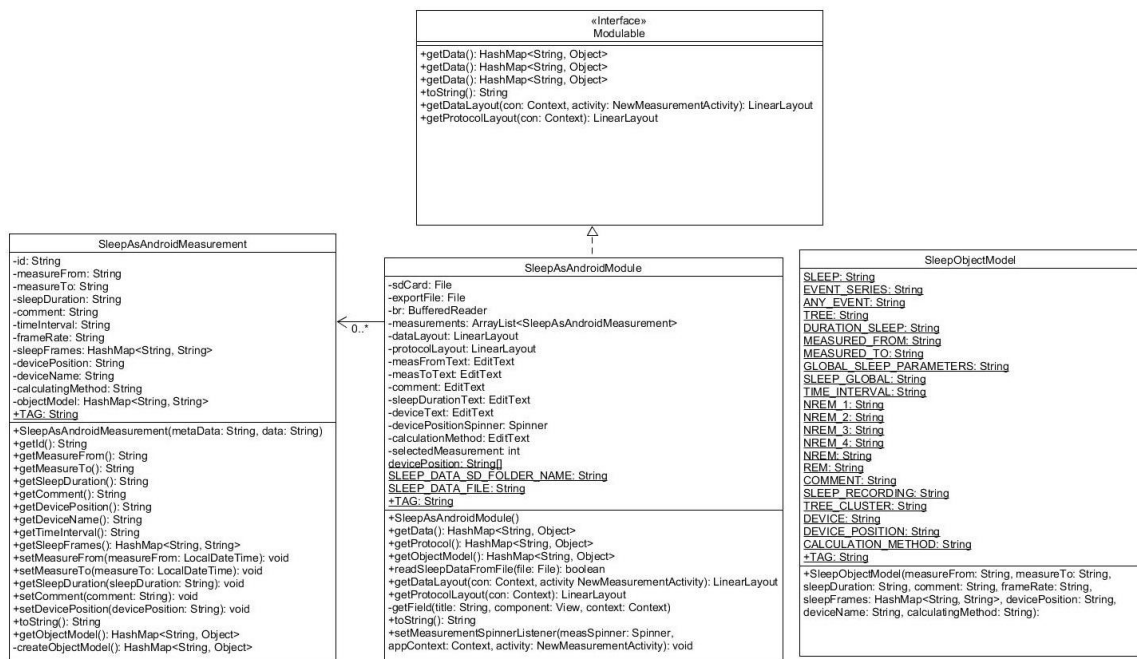 «Interface»
Modulable
+getData(): HashMap<String, Object>
+getData(): HashMap<String, Object>
+getData(): HashMap<String, Object>
+toString(): String
+getDataLayout(con: Context, activity: NewMeasurementActivity): LinearLayout
+getProtocolLayout(con: Context): LinearLayout
SleepAsAndroidMeasurement
-id: String
-measureFrom: String
-measureTo: String
-sleepDuration: String
-comment: String
-timeInterval: String
-frameRate: String
-sleepFrames: HashMap<String, String>
-devicePosition: String
-deviceName: String
-calculatingMethod: String
-objectModel: HashMap<String, String>
+TAG: String
+SleepAsAndroidMeasurement(metaData: String, data: String)
+getId(): String
+getMeasureFrom(): String
+getMeasureTo(): String
+getSleepDuration(): String
+getComment(): String
+getDevicePosition(): String
+getDeviceName(): String
+getTimeInterval(): String
+getSleepFrames(): HashMap<String, String>
+setMeasureFrom(measureFrom: LocalDateTime): void
+setMeasureTo(measureTo: LocalDateTime): void
+getSleepDuration(sleepDuration: String): void
+setComment(comment: String): void
+setDevicePosition(devicePosition: String): void
+toString(): String
+getObjectModel(): HashMap<String, Object>
-createObjectModel(): HashMap<String, Object>
0..*
SleepAsAndroidModule
-sdCard: File
-exportFile: File
-br: BufferedReader
-measurements: ArrayList<SleepAsAndroidMeasurement>
-dataLayout: LinearLayout
-protocolLayout: LinearLayout
-measFromText: EditText
-measToText: EditText
-comment: EditText
-sleepDurationText: EditText
-deviceText: EditText
-devicePositionSpinner: Spinner
-calculationMethod: EditText
-selectedMeasurement: int
devicePosition: String[]
SLEEP_DATA_SD_FOLDER_NAME: String
SLEEP_DATA_FILE: String
+TAG: String
+SleepAsAndroidModule()
+getData(): HashMap<String, Object>
+getProtocol(): HashMap<String, Object>
+getObjectModel(): HashMap<String, Object>
+readSleepDataFromFile(file: File): boolean
+getDataLayout(con: Context, activity NewMeasurementActivity): LinearLayout
+getProtocolLayout(con: Context): LinearLayout
-getField(title: String, component: View, context: Context)
+toString(): String
+setMeasurementSpinnerListener(measSpinner: Spinner,
appContext: Context, activity: NewMeasurementActivity): void
SleepObjectModel
SLEEP: String
EVENT_SERIES: String
ANY_EVENT: String
TREE: String
DURATION_SLEEP: String
MEASURED_FROM: String
MEASURED_TO: String
GLOBAL_SLEEP_PARAMETERS: String
SLEEP_GLOBAL: String
TIME_INTERVAL: String
NREM_1: String
NREM_2: String
NREM_3: String
NREM_4: String
NREM: String
REM: String
COMMENT: String
SLEEP_RECORDING: String
TREE_CLUSTER: String
DEVICE: String
DEVICE_POSITION: String
CALCULATION_METHOD: String
+TAG: String
+SleepObjectModel(measureFrom: String, measureTo: String,
sleepDuration: String, comment: String, frameRate: String,
sleepFrames: HashMap<String, String>, devicePosition: String,
deviceName: String, calculatingMethod: String):